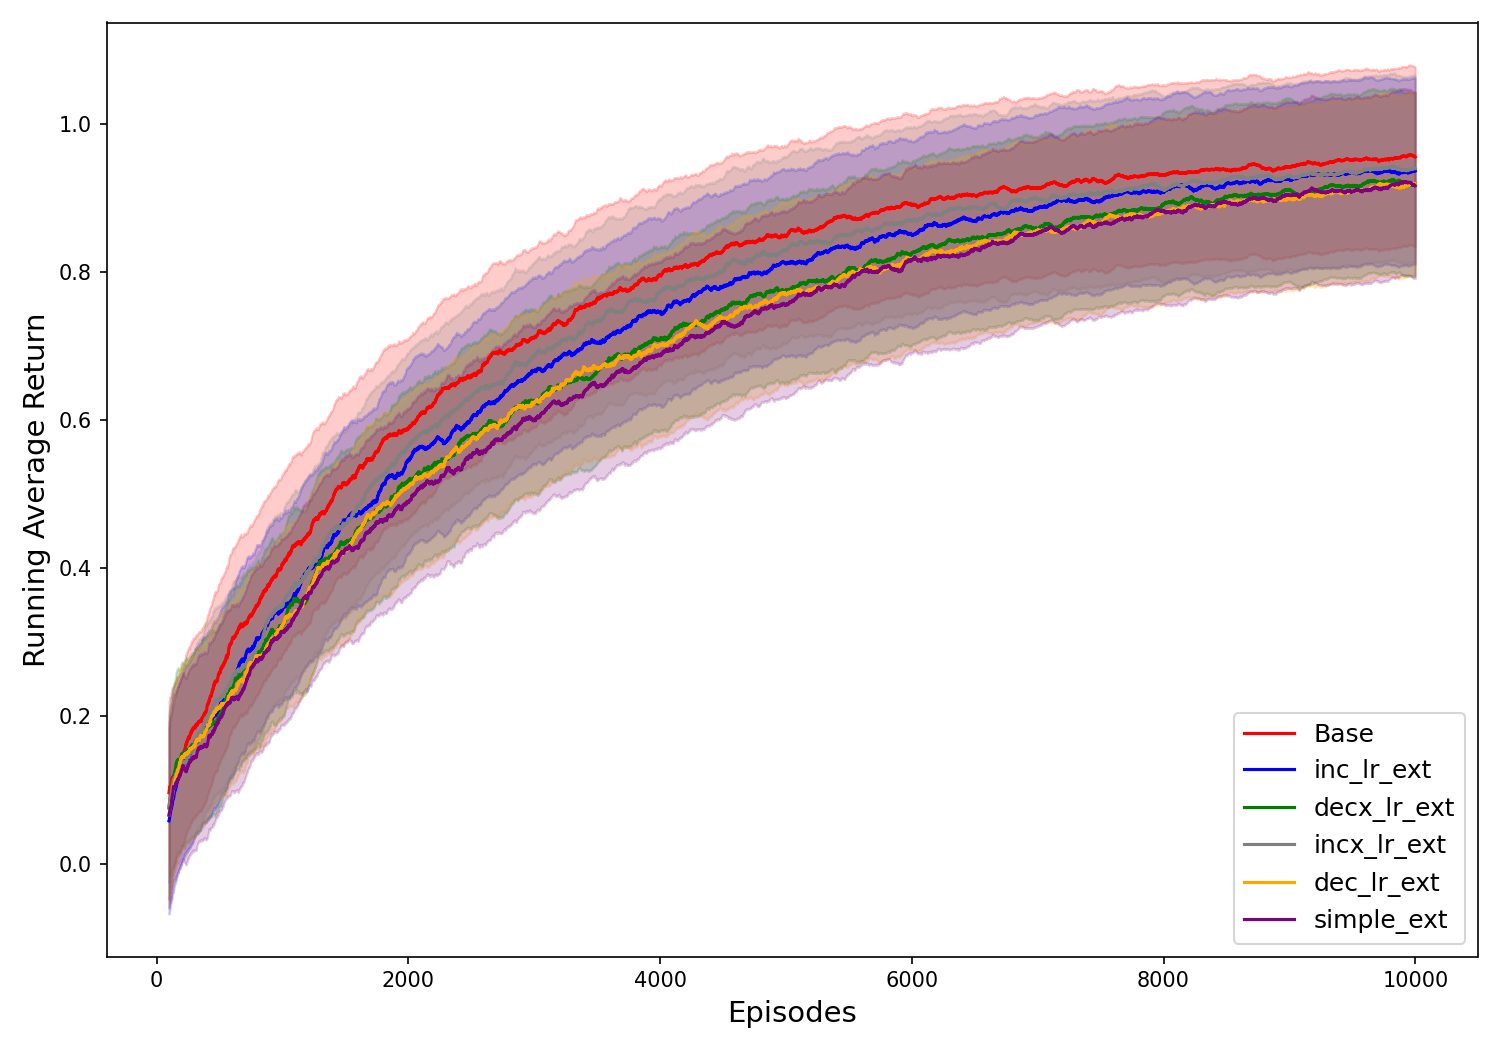 1.0
0.8
0.6
0.4
0.2
0.0
Running Average Return
0 2000 4000 6000 8000 10000
Episodes
Base
inc_lr_ext
decx_lr_ext
incx_lr_ext
dec_lr_ext
simple_ext